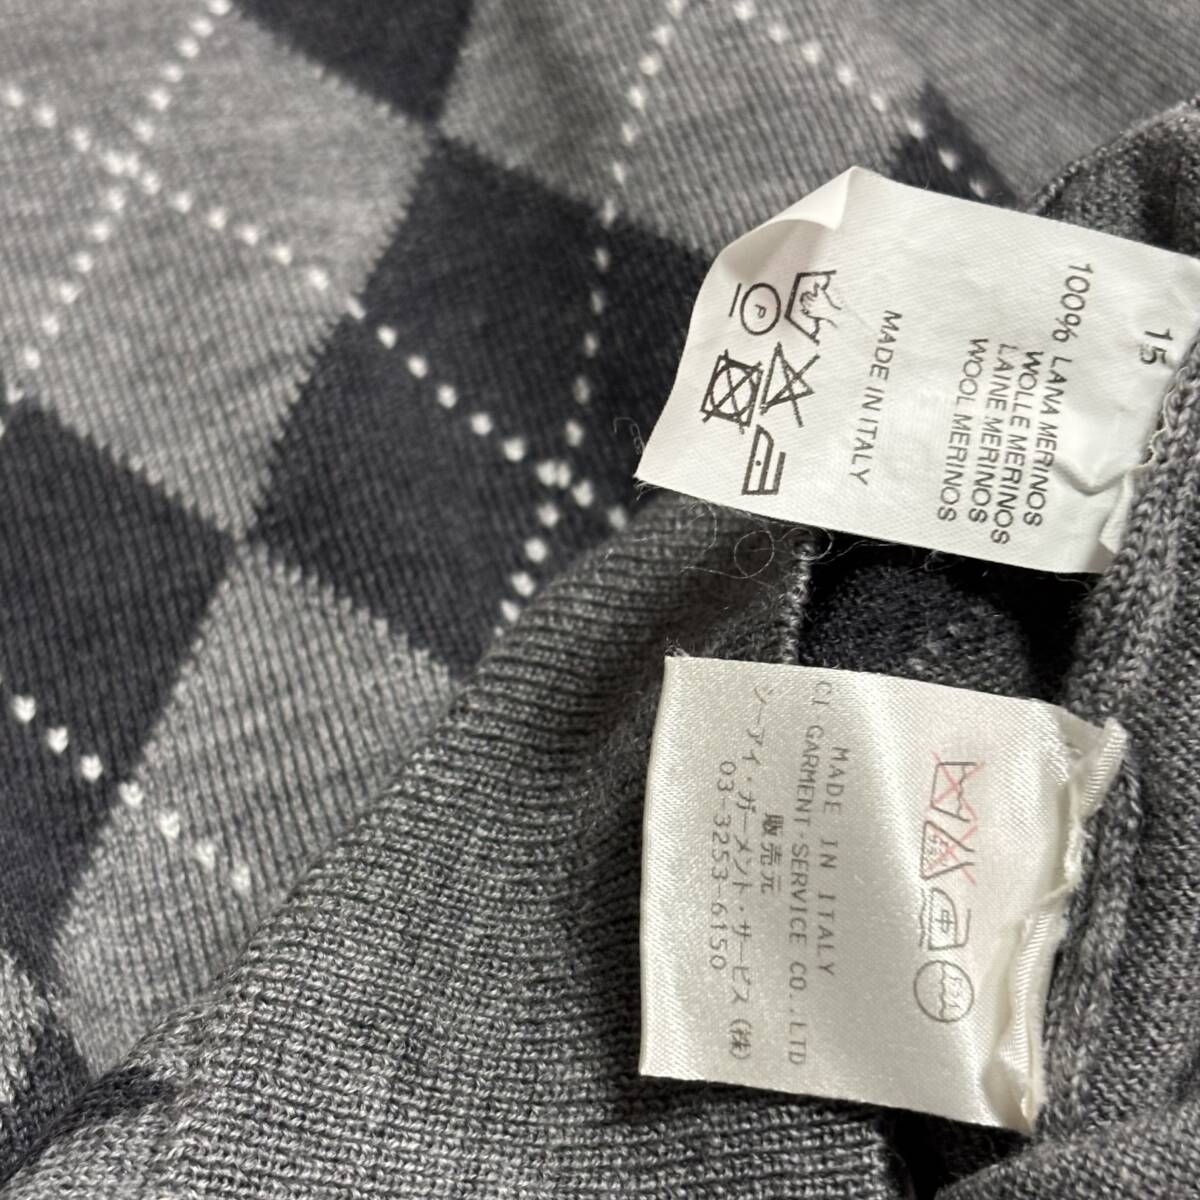 15
100% LANA MERINOS
WOLLE MERINOS
LAINE MERINOS
WOOL MERINOS
MADE IN ITALY
P
MADE IN ITALY
CI GARMENT・SERVICE CO.,LTD
販売元
シーアイ・ガーメント・サービス(株)
03-3253-6150